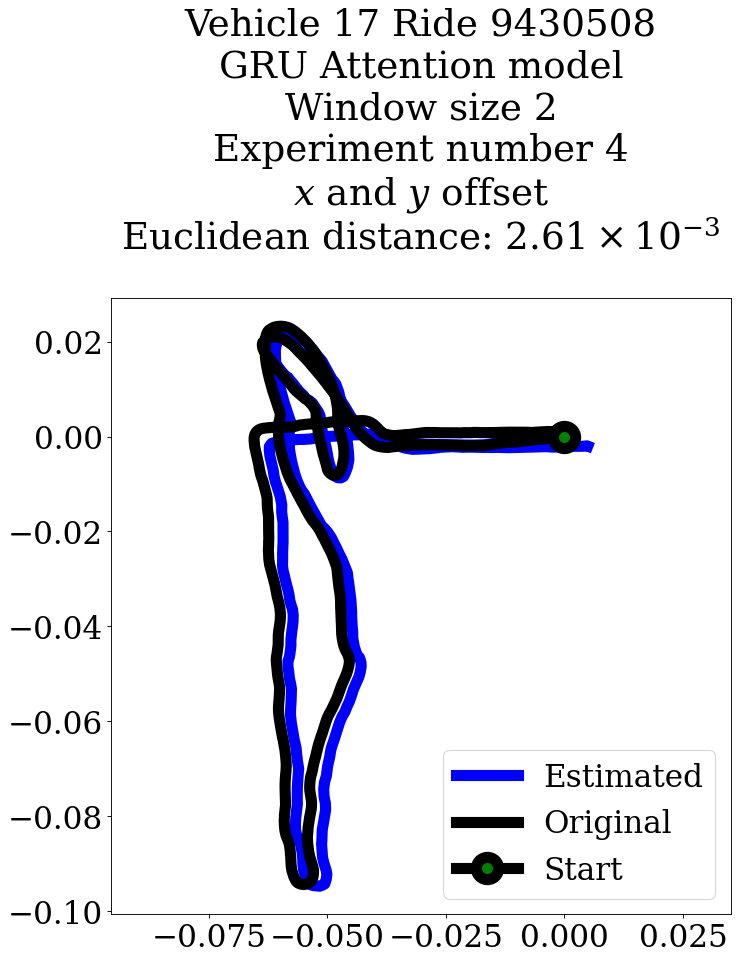 Vehicle 17 Ride 9430508
GRU Attention model
Window size 2
Experiment number 4
x and y offset
Euclidean distance: 2.61 × 10⁻³
0.02
0.00
−0.02
−0.04
−0.06
−0.08
−0.10
Estimated
Original
Start
−0.075 −0.050 −0.025 0.000 0.025